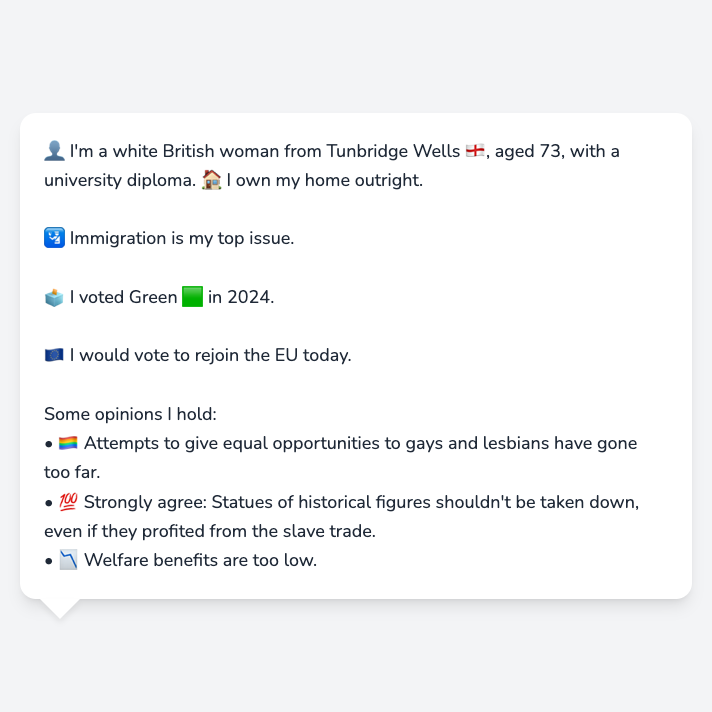 👤 I'm a white British woman from Tunbridge Wells 🏴󠁧󠁢󠁥󠁮󠁧󠁿, aged 73, with a
university diploma. 🏠 I own my home outright.
🛂 Immigration is my top issue.
🗳️ I voted Green 🟩 in 2024.
🇪🇺 I would vote to rejoin the EU today.
Some opinions I hold:
• 🏳️‍🌈 Attempts to give equal opportunities to gays and lesbians have gone
too far.
• 💯 Strongly agree: Statues of historical figures shouldn't be taken down,
even if they profited from the slave trade.
• 📉 Welfare benefits are too low.